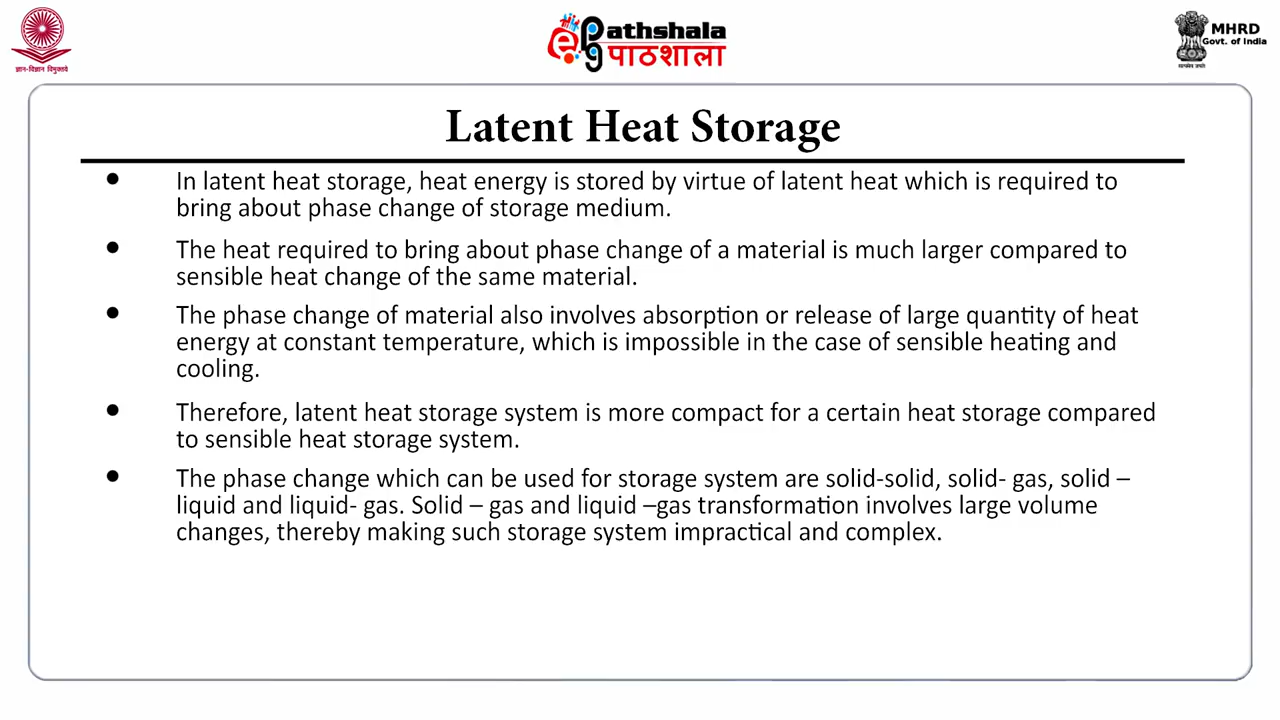 ज्ञान-विज्ञान विमुक्तये
epg athshala
पाठशाला
MHRD
Govt. of India
सत्यमेव जयते
Latent Heat Storage
• In latent heat storage, heat energy is stored by virtue of latent heat which is required to
bring about phase change of storage medium.
• The heat required to bring about phase change of a material is much larger compared to
sensible heat change of the same material.
• The phase change of material also involves absorption or release of large quantity of heat
energy at constant temperature, which is impossible in the case of sensible heating and
cooling.
• Therefore, latent heat storage system is more compact for a certain heat storage compared
to sensible heat storage system.
• The phase change which can be used for storage system are solid-solid, solid- gas, solid –
liquid and liquid- gas. Solid – gas and liquid –gas transformation involves large volume
changes, thereby making such storage system impractical and complex.